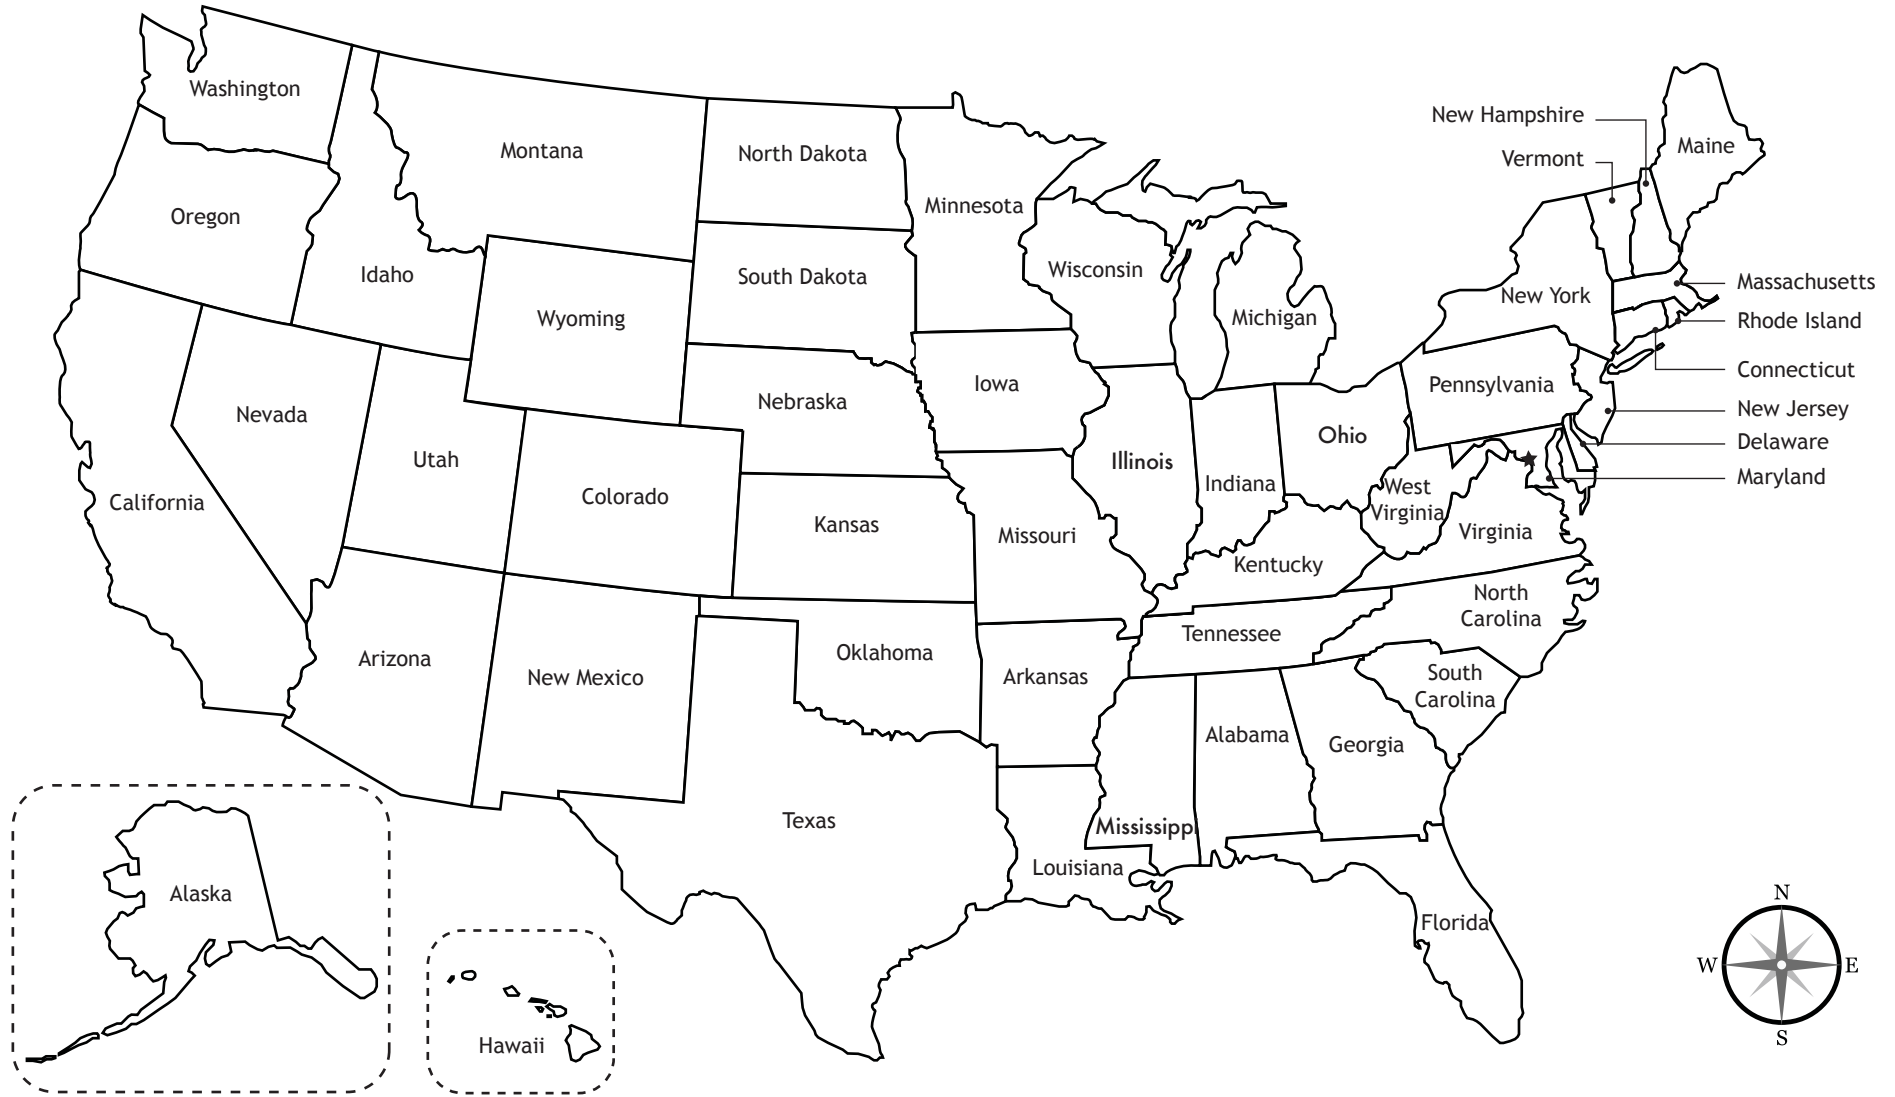 Washington
Montana
North Dakota
Minnesota
New Hampshire
Vermont
Maine
Oregon
Idaho
Wyoming
South Dakota
Wisconsin
Michigan
New York
Massachusetts
Rhode Island
Connecticut
New Jersey
Delaware
Maryland
Nevada
Utah
Colorado
Nebraska
Iowa
Illinois
Indiana
Ohio
Pennsylvania
California
Kansas
Missouri
Kentucky
West
Virginia
Virginia
Arizona
New Mexico
Oklahoma
Arkansas
Tennessee
North
Carolina
South
Carolina
Texas
Louisiana
Mississipp
Alabama
Georgia
Florida
Alaska
Hawaii
N
W
E
S